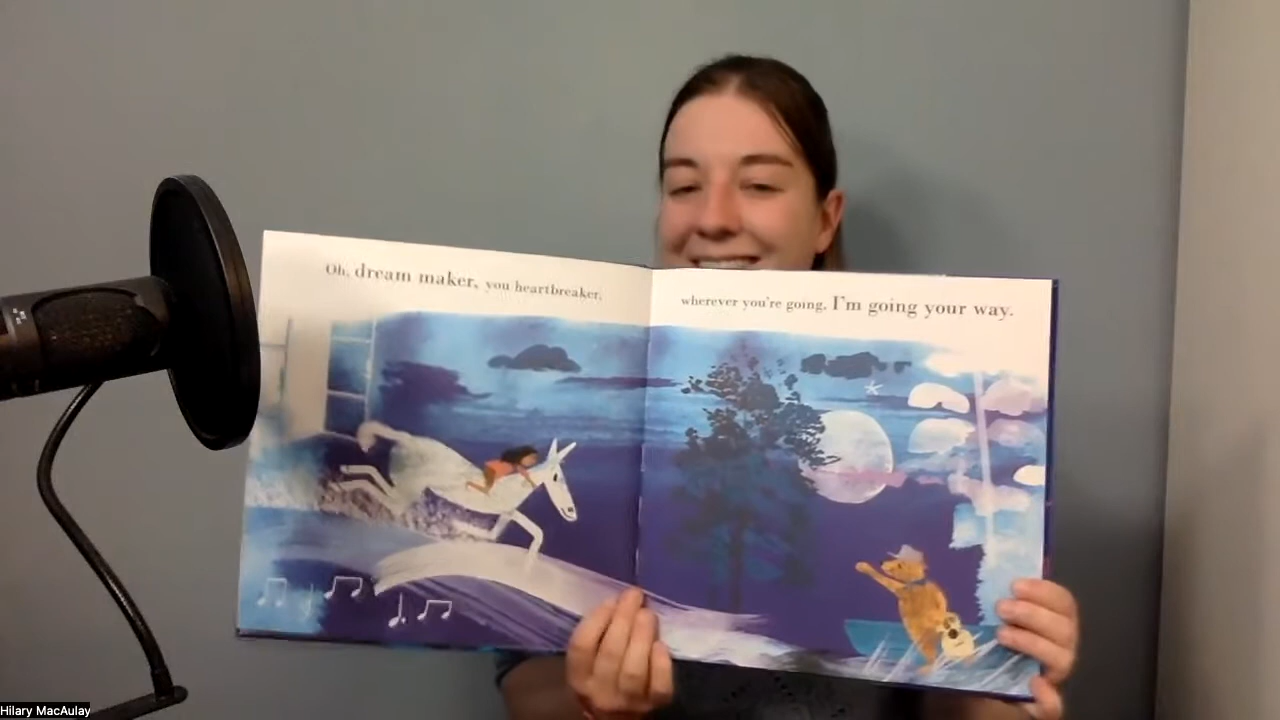 Oh, dream maker, you heartbreaker,
wherever you're going, I'm going your way.
Hilary MacAulay